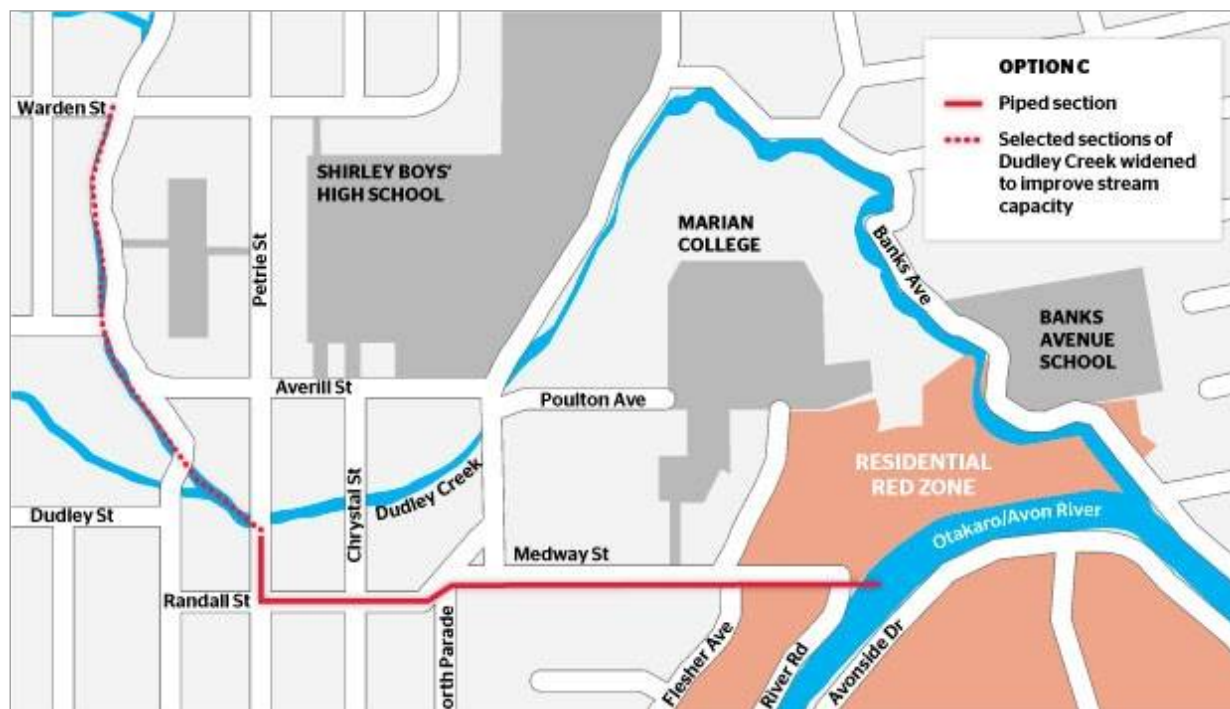 OPTION C
Piped section
Selected sections of
Dudley Creek widened
to improve stream
capacity
Warden St
SHIRLEY BOYS'
HIGH SCHOOL
Petrie St
MARIAN
COLLEGE
Banks Ave
BANKS
AVENUE
SCHOOL
Averill St
Poulton Ave
RESIDENTIAL
RED ZONE
Dudley St
Chrystal St
Dudley Creek
Otakaro/Avon River
Medway St
Randall St
orth Parade
Flesher Ave
River Rd
Avonside Dr